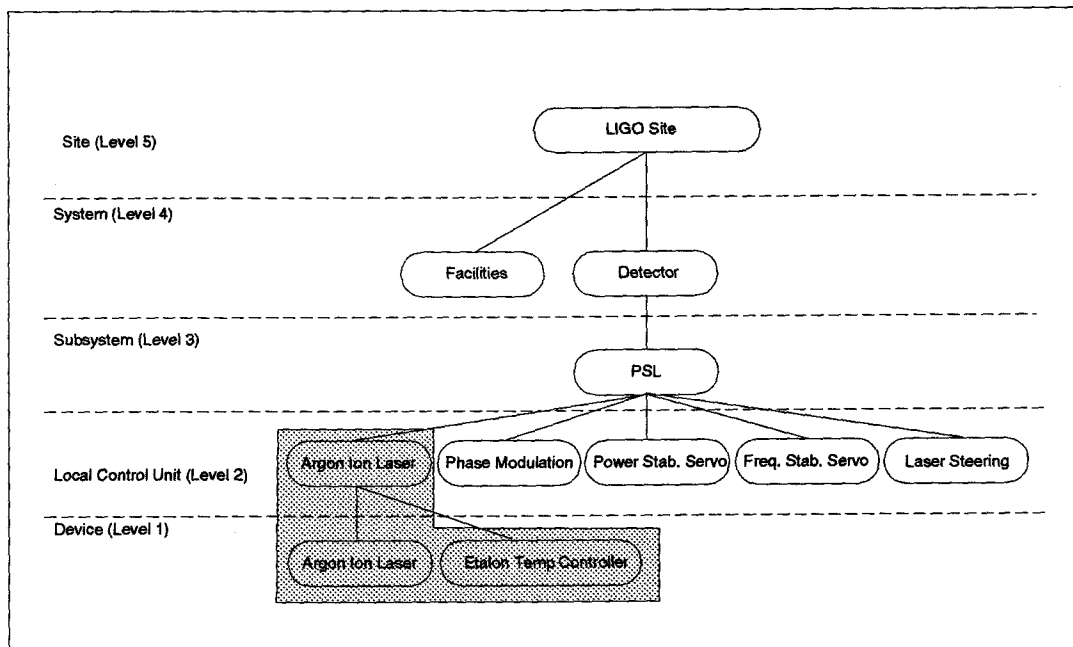 LIGO Site
Site (Level 5)
System (Level 4)
Facilities
Detector
Subsystem (Level 3)
PSL
Argon Ion Laser
Phase Modulation
Power Stab. Servo
Freq. Stab. Servo
Laser Steering
Local Control Unit (Level 2)
Device (Level 1)
Argon Ion Laser
Etalon Temp Controller